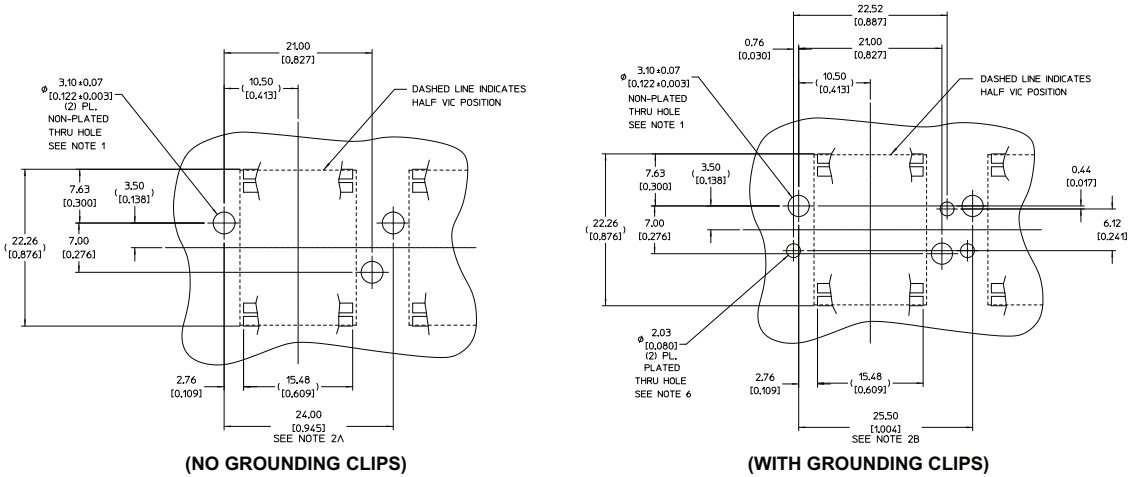 21.00
[0.827]
10.50
(
)
[0.413]
ø 3.10±0.07
[0.122±0.003]
(2) PL.
NON-PLATED
THRU HOLE
SEE NOTE 1
DASHED LINE INDICATES
HALF VIC POSITION
7.63
[0.300]
( 3.50 )
[0.138]
( 22.26 )
[0.876]
7.00
[0.276]
2.76
[0.109]
( 15.48 )
[0.609]
24.00
[0.945]
SEE NOTE 2A
(NO GROUNDING CLIPS)
22.52
[0.887]
0.76
[0.030]
21.00
[0.827]
( 10.50 )
[0.413]
ø 3.10±0.07
[0.122±0.003]
NON-PLATED
THRU HOLE
SEE NOTE 1
DASHED LINE INDICATES
HALF VIC POSITION
7.63
[0.300]
( 3.50 )
[0.138]
0.44
[0.017]
( 22.26 )
[0.876]
7.00
[0.276]
6.12
[0.241]
ø 2.03
[0.080]
(2) PL.
PLATED
THRU HOLE
SEE NOTE 6
2.76
[0.109]
( 15.48 )
[0.609]
25.50
[1.004]
SEE NOTE 2B
(WITH GROUNDING CLIPS)